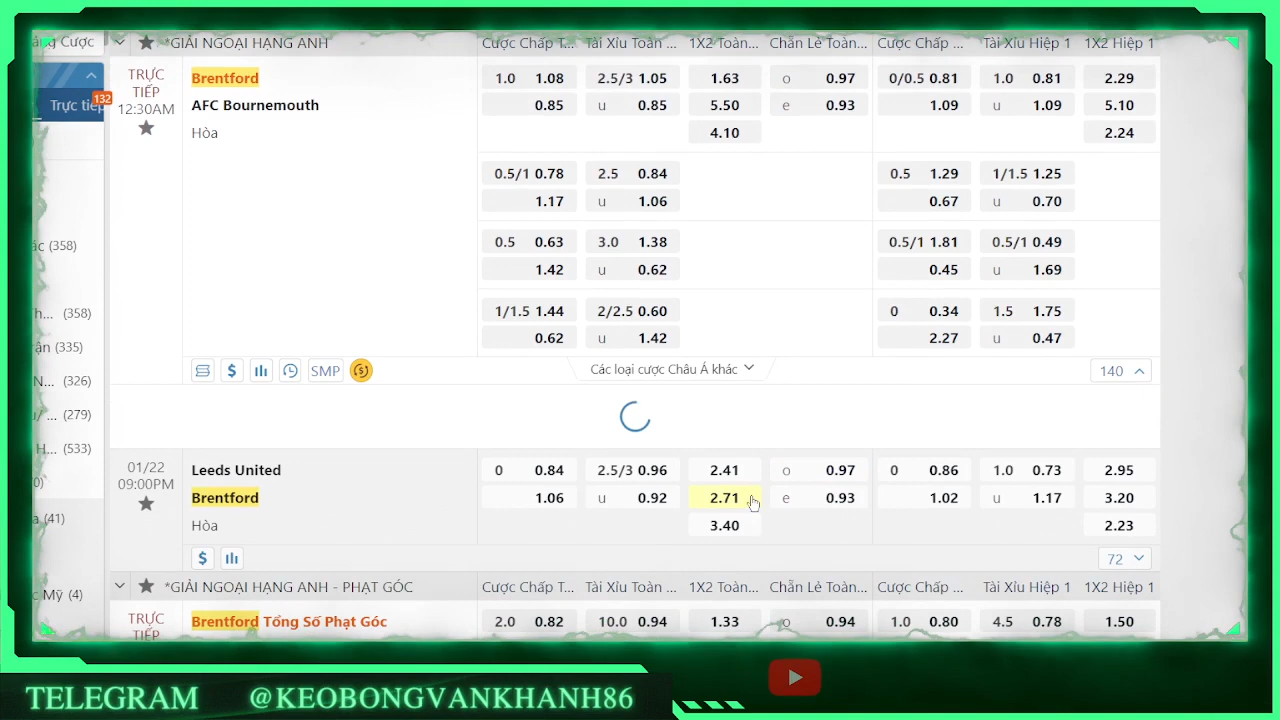 ảng Cược
*GIẢI NGOẠI HẠNG ANH Cược Chấp T... Tài Xỉu Toàn ... 1X2 Toàn... Chẵn Lẻ Toàn... Cược Chấp ... Tài Xỉu Hiệp 1 1X2 Hiệp 1
TRỰC TIẾP 12:30AM
Trực tiếp 132
Brentford 1.0 1.08 2.5/3 1.05 1.63 o 0.97 0/0.5 0.81 1.0 0.81 2.29
AFC Bournemouth 0.85 u 0.85 5.50 e 0.93 1.09 u 1.09 5.10
Hòa 4.10 2.24
0.5/1 0.78 2.5 0.84 0.5 1.29 1/1.5 1.25
1.17 u 1.06 0.67 u 0.70
ác (358)
0.5 0.63 3.0 1.38 0.5/1 1.81 0.5/1 0.49
1.42 u 0.62 0.45 u 1.69
h... (358)
1/1.5 1.44 2/2.5 0.60 0 0.34 1.5 1.75
0.62 u 1.42 2.27 u 0.47
ận (335)
SMP Các loại cược Châu Á khác 140
N... (326)
u/ ... (279)
H... (533)
01/22 09:00PM
Leeds United 0 0.84 2.5/3 0.96 2.41 o 0.97 0 0.86 1.0 0.73 2.95
Brentford 1.06 u 0.92 2.71 e 0.93 1.02 u 1.17 3.20
Hòa 3.40 2.23
a (41)
72
*GIẢI NGOẠI HẠNG ANH - PHẠT GÓC Cược Chấp T... Tài Xỉu Toàn ... 1X2 Toàn... Chẵn Lẻ Toàn... Cược Chấp ... Tài Xỉu Hiệp 1 1X2 Hiệp 1
c Mỹ (4)
TRỰC TIẾP
Brentford Tổng Số Phạt Góc 2.0 0.82 10.0 0.94 1.33 o 0.94 1.0 0.80 4.5 0.78 1.50
TELEGRAM @KEOBONGVANKHANH86